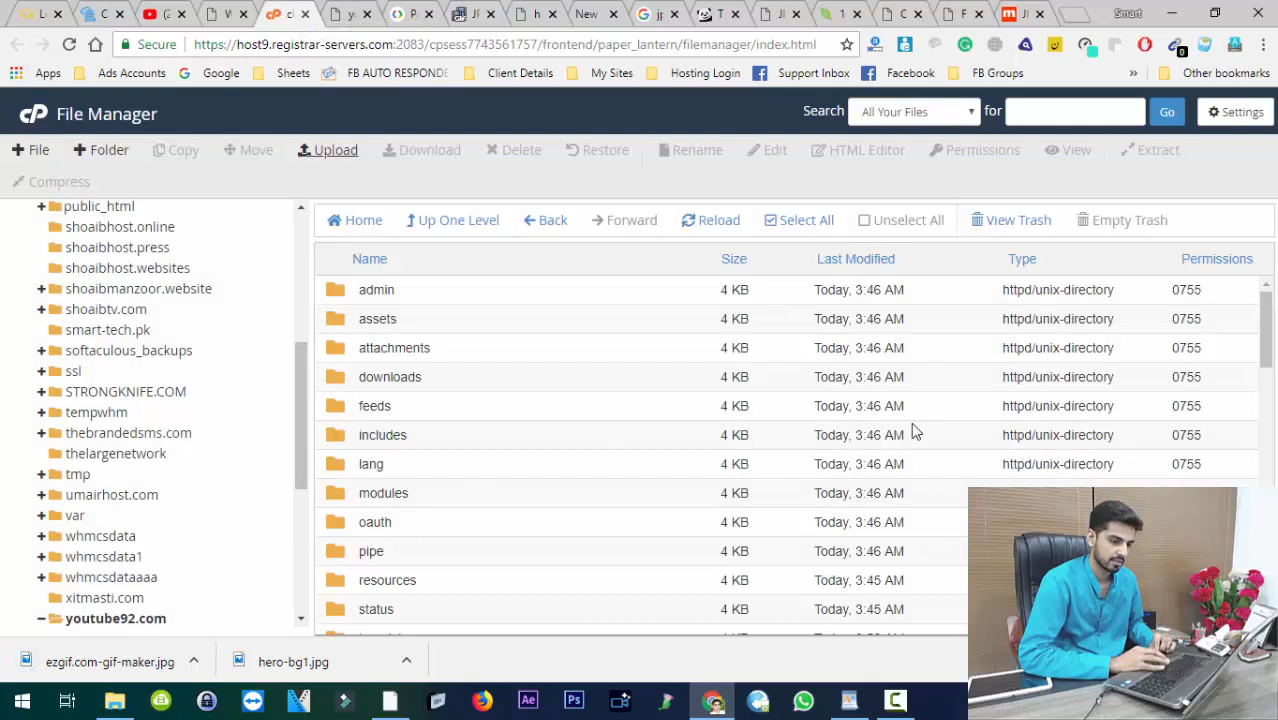 Smart
Secure
https://host9.registrar-servers.com:2083/cpsess7743561757/frontend/paper_lantern/filemanager/index.html
Apps
Ads Accounts
Google
Sheets
FB AUTO RESPONDE
Client Details
My Sites
Hosting Login
Support Inbox
Facebook
FB Groups
»
Other bookmarks
cP File Manager
Search
All Your Files
for
Go
Settings
File
Folder
Copy
Move
Upload
Download
Delete
Restore
Rename
Edit
HTML Editor
Permissions
View
Extract
Compress
public_html
shoaibhost.online
shoaibhost.press
shoaibhost.websites
shoaibmanzoor.website
shoaibtv.com
smart-tech.pk
softaculous_backups
ssl
STRONGKNIFE.COM
tempwhm
thebrandedsms.com
thelargenetwork
tmp
umairhost.com
var
whmcsdata
whmcsdata1
whmcsdataaaa
xitmasti.com
youtube92.com
Home
Up One Level
Back
Forward
Reload
Select All
Unselect All
View Trash
Empty Trash
Name Size Last Modified Type Permissions
admin 4 KB Today, 3:46 AM httpd/unix-directory 0755
assets 4 KB Today, 3:46 AM httpd/unix-directory 0755
attachments 4 KB Today, 3:46 AM httpd/unix-directory 0755
downloads 4 KB Today, 3:46 AM httpd/unix-directory 0755
feeds 4 KB Today, 3:46 AM httpd/unix-directory 0755
includes 4 KB Today, 3:46 AM httpd/unix-directory 0755
lang 4 KB Today, 3:46 AM httpd/unix-directory 0755
modules 4 KB Today, 3:46 AM
oauth 4 KB Today, 3:46 AM
pipe 4 KB Today, 3:46 AM
resources 4 KB Today, 3:45 AM
status 4 KB Today, 3:45 AM
ezgif.com-gif-maker.jpg
hero-bg1.jpg
Ae
Ps